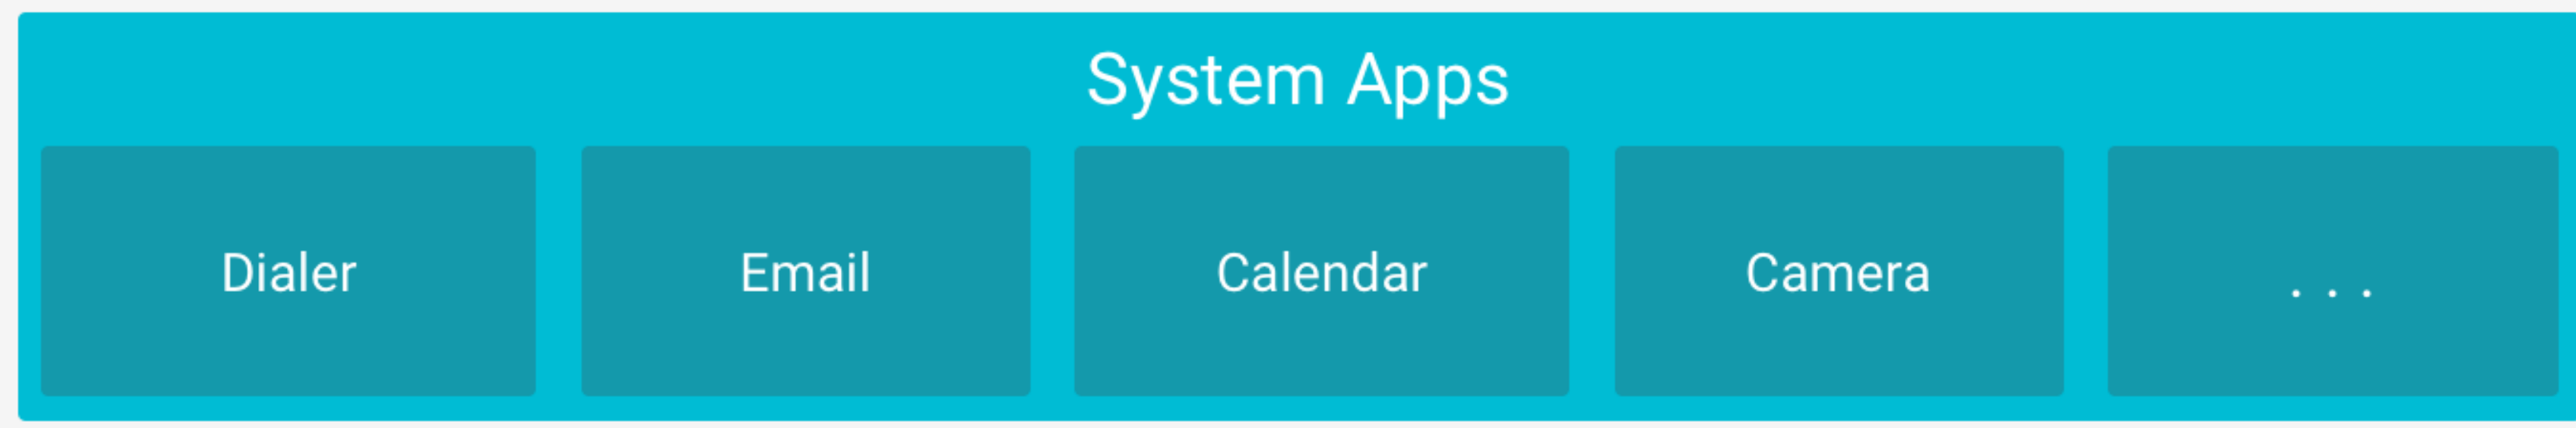 System Apps
Dialer
Email
Calendar
Camera
. . .